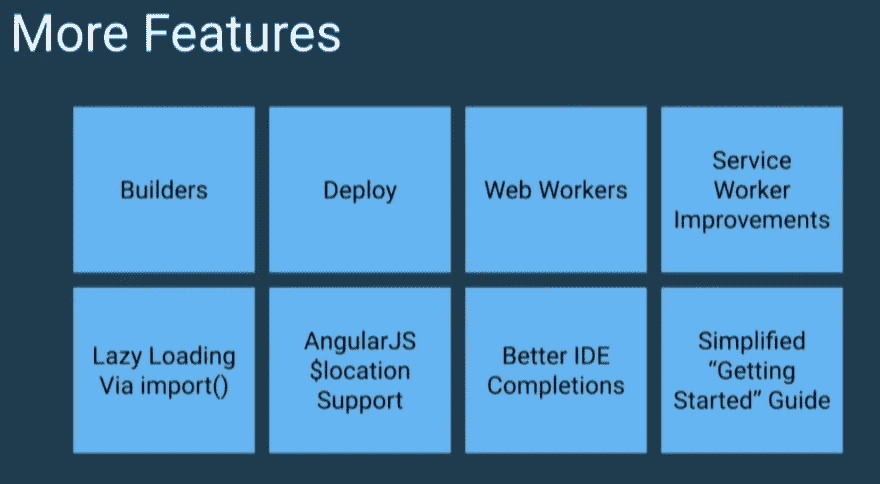 More Features
Builders
Deploy
Web Workers
Service
Worker
Improvements
Lazy Loading
Via import()
AngularJS
$location
Support
Better IDE
Completions
Simplified
“Getting
Started” Guide